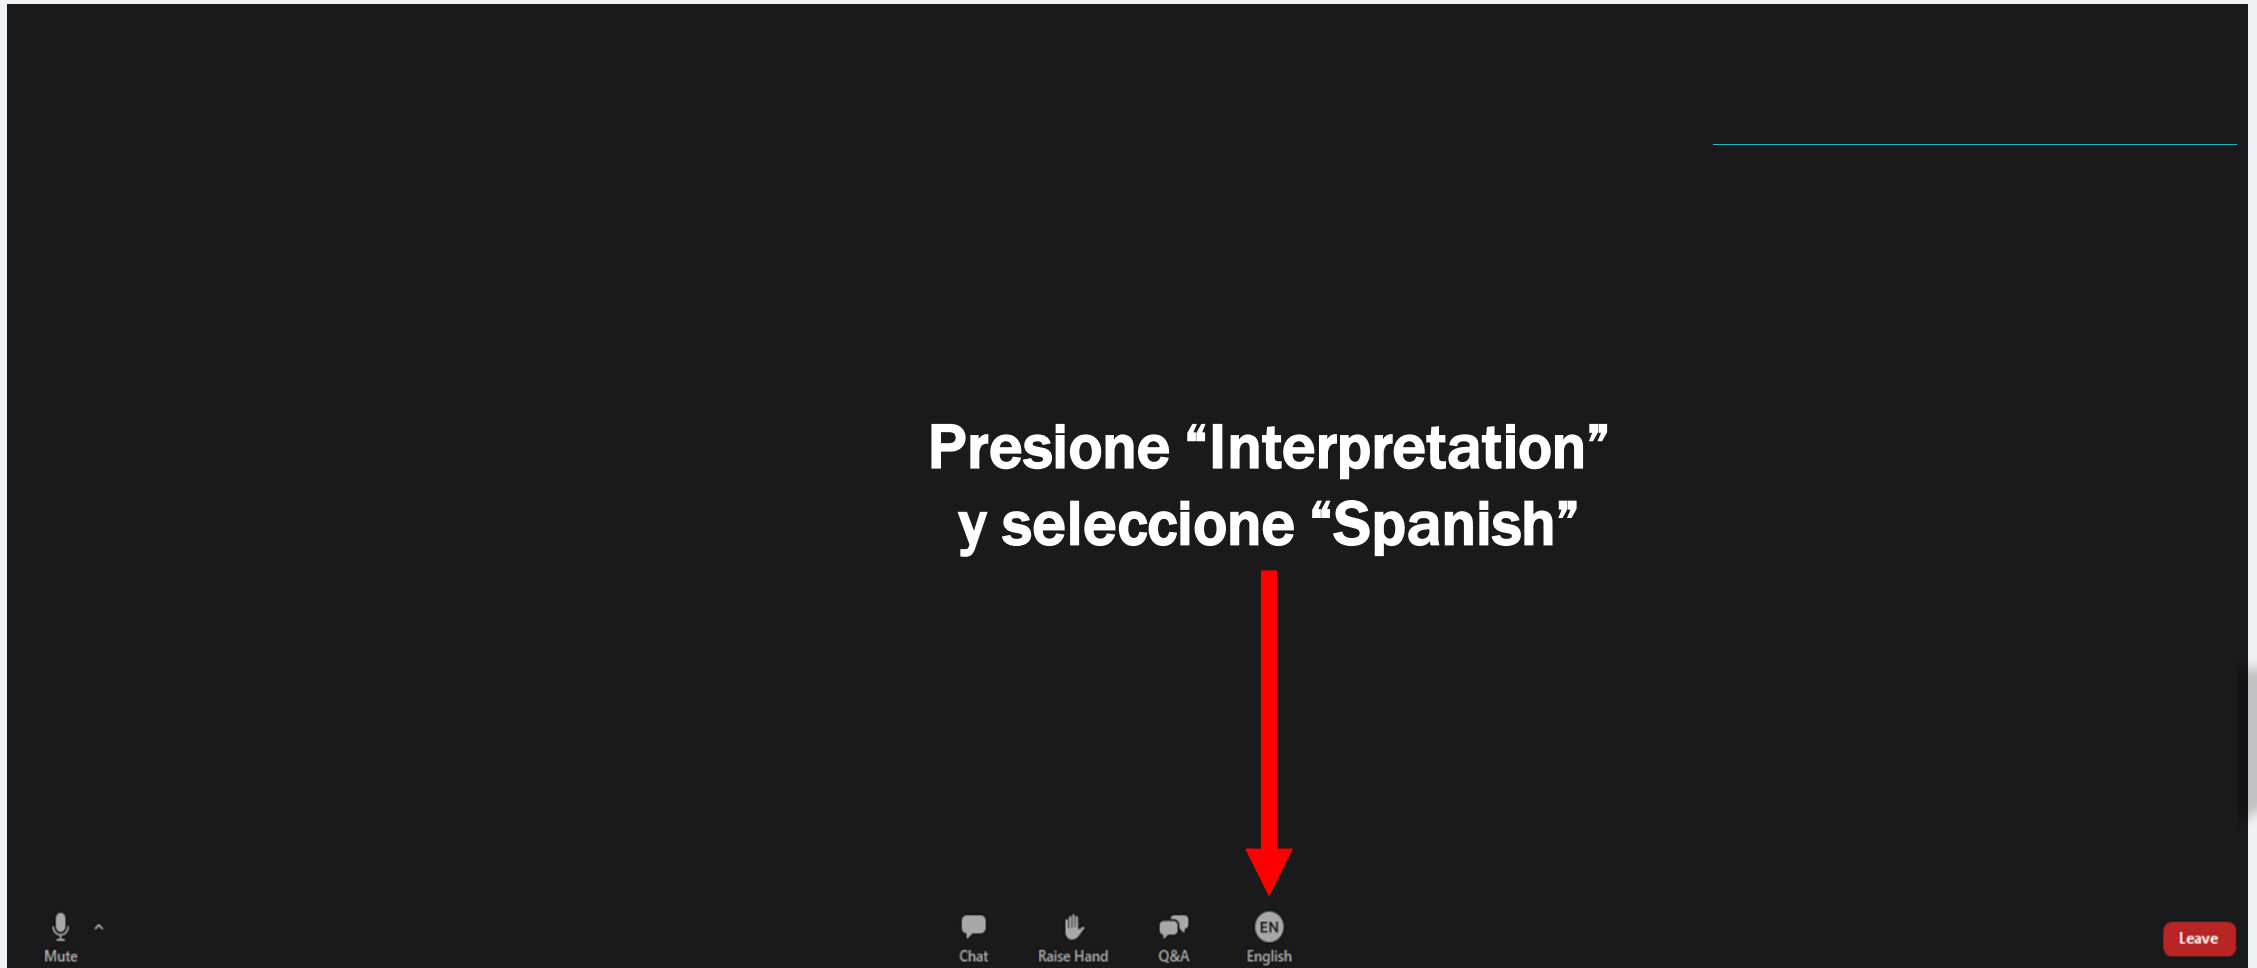 Presione “Interpretation”
y seleccione “Spanish”
Mute
Chat
Raise Hand
Q&A
EN
English
Leave